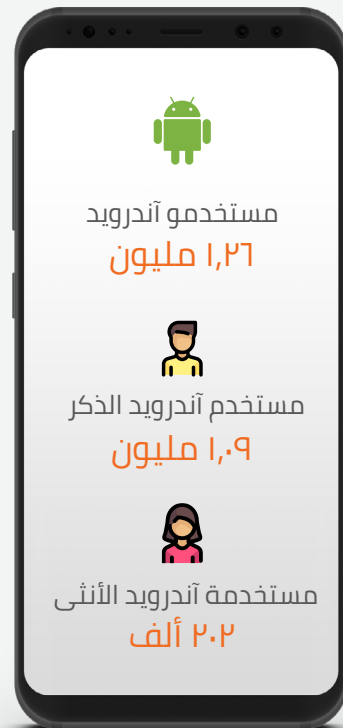 مستخدمو آندرويد
١,٢٦ مليون
مستخدم آندرويد الذكر
١,٠٩ مليون
مستخدمة آندرويد الأنثى
٢٠٢ ألف